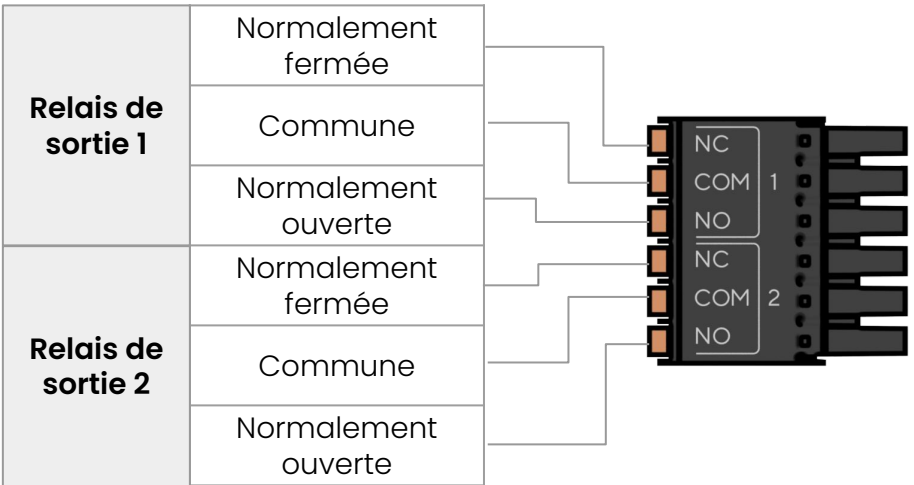 Relais de
sortie 1
Normalement
fermée
Commune
Normalement
ouverte
Relais de
sortie 2
Normalement
fermée
Commune
Normalement
ouverte
NC
COM 1
NO
NC
COM 2
NO